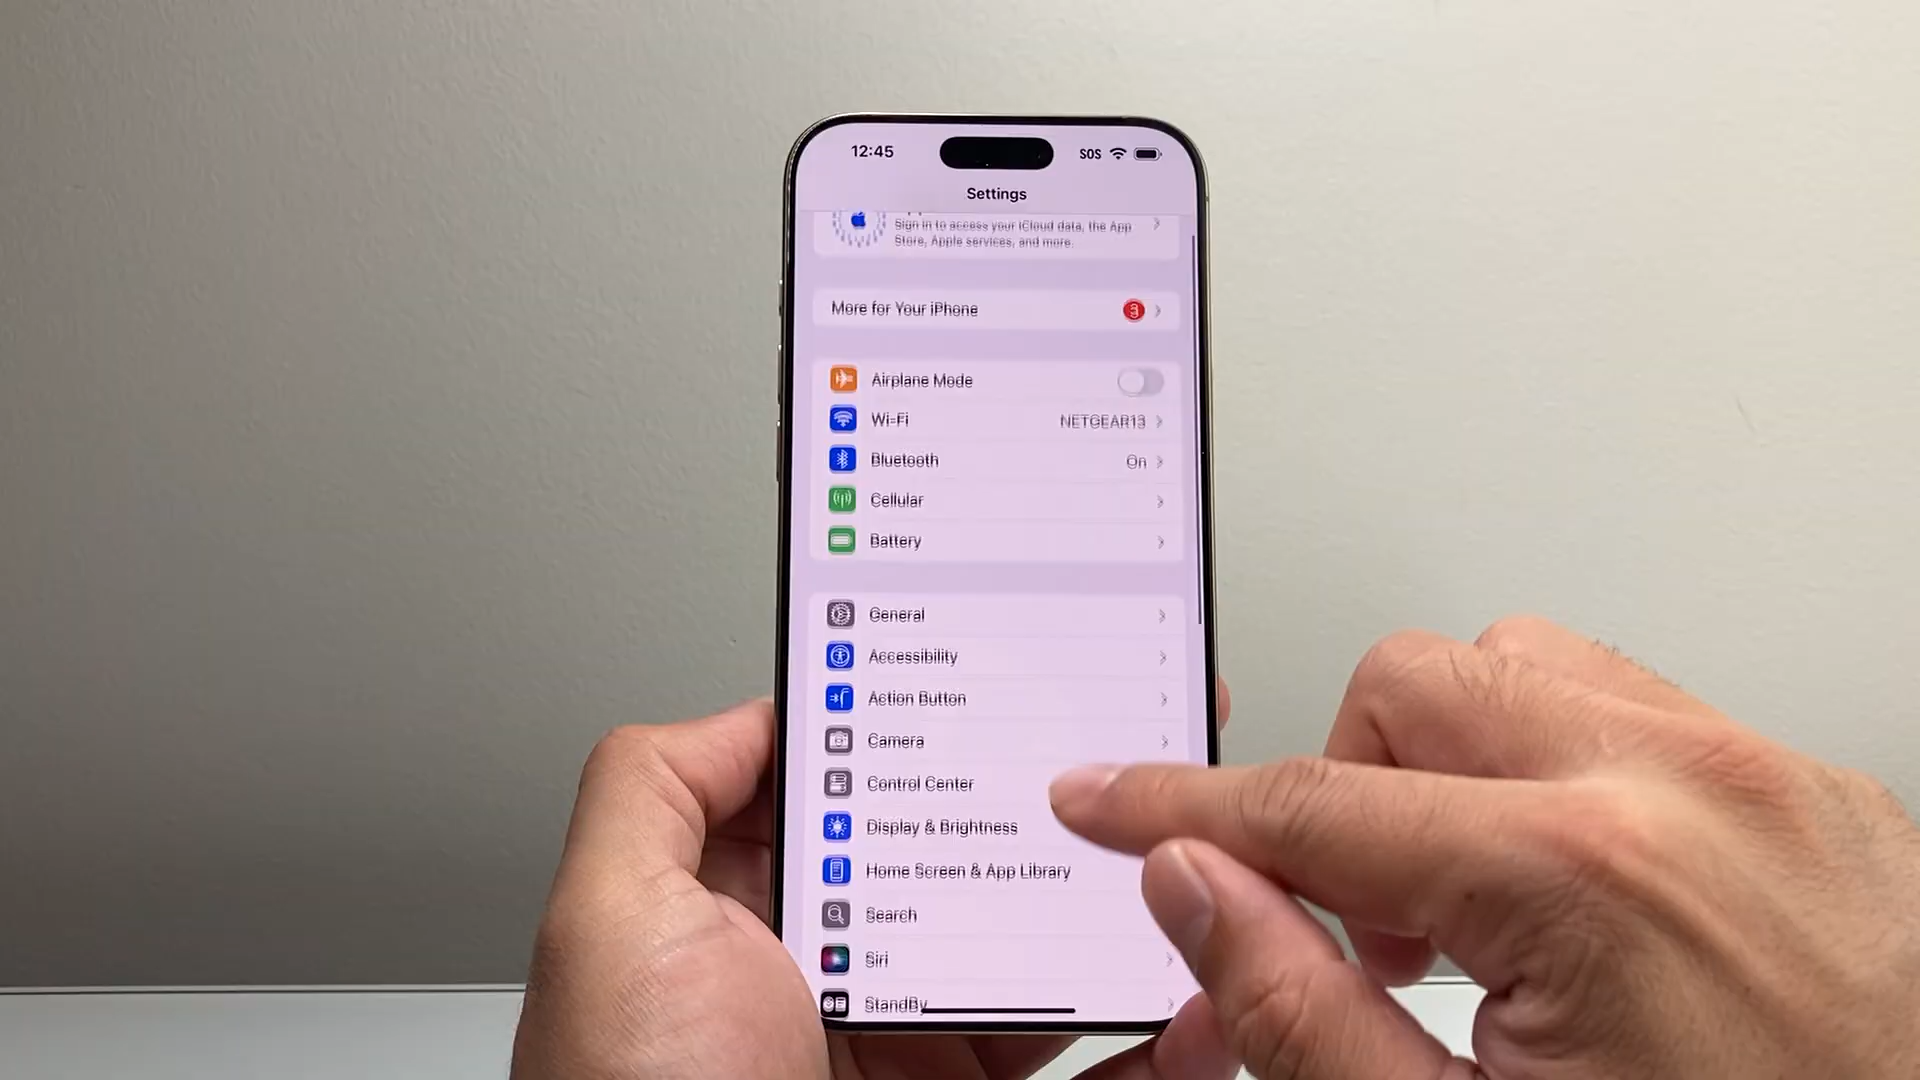 12:45
SOS
Settings
Sign in to access your iCloud data, the App
Store, Apple services, and more.
More for Your iPhone
3
Airplane Mode
Wi-Fi NETGEAR13
Bluetooth On
Cellular
Battery
General
Accessibility
Action Button
Camera
Control Center
Display & Brightness
Home Screen & App Library
Search
Siri
StandBy